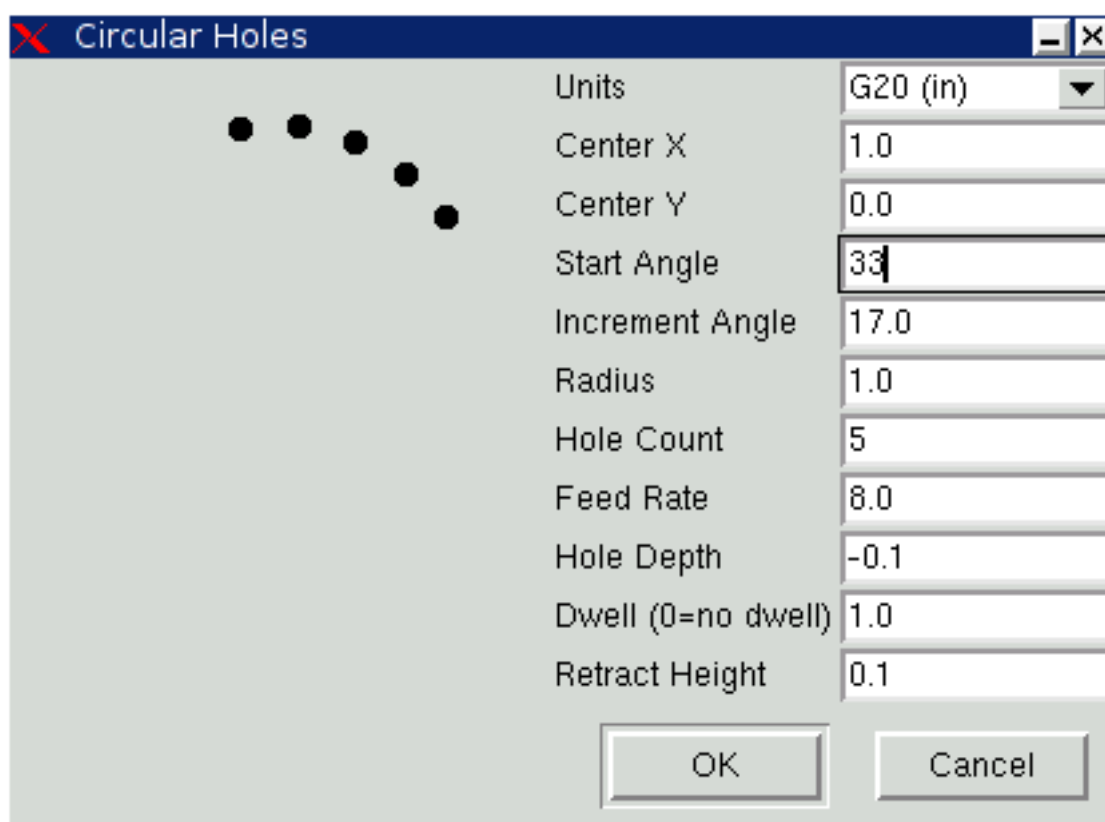 Circular Holes
Units G20 (in)
Center X 1.0
Center Y 0.0
Start Angle 33
Increment Angle 17.0
Radius 1.0
Hole Count 5
Feed Rate 8.0
Hole Depth -0.1
Dwell (0=no dwell) 1.0
Retract Height 0.1
OK Cancel